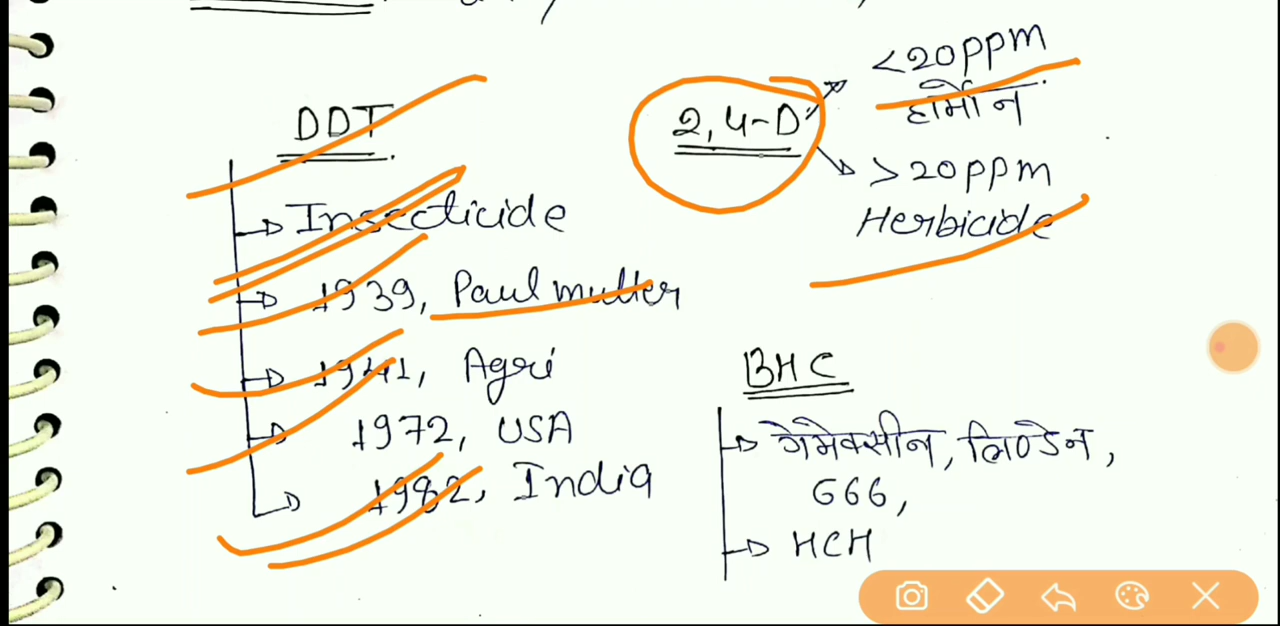 DDT
Insecticide
1939, Paul muller
1941, Agri
1972, USA
1982, India
2,4-D
<20ppm
हार्मोन
>20ppm
Herbicide
BHC
गेमेक्सीन, लिण्डेन,
666,
HCH